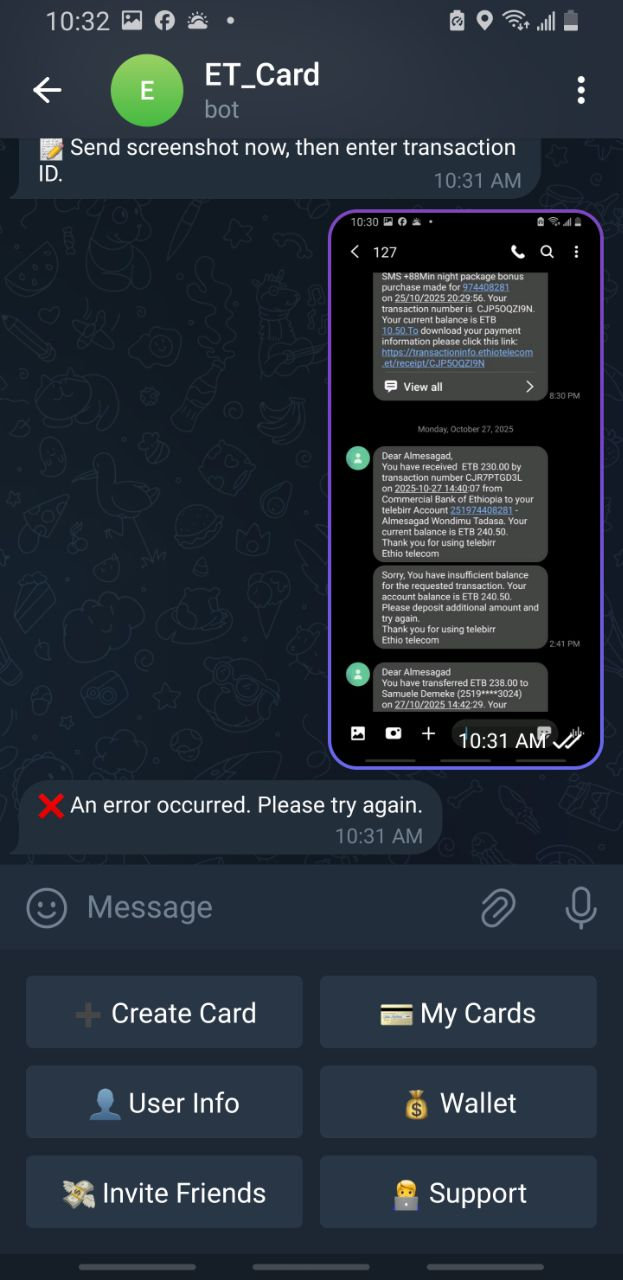 10:32
E
ET_Card
bot
📝 Send screenshot now, then enter transaction
ID.
10:31 AM
10:30
127
SMS +88Min night package bonus
purchase made for 974408281
on 25/10/2025 20:29:56. Your
transaction number is  CJP5OQZI9N.
Your current balance is ETB
10.50.To download your payment
information please click this link:
https://transactioninfo.ethiotelecom
.et/receipt/CJP5OQZI9N
View all
8:30 PM
Monday, October 27, 2025
Dear Almesagad,
You have received  ETB 230.00 by
transaction number CJR7PTGD3L
on 2025-10-27 14:40:07 from
Commercial Bank of Ethiopia to your
telebirr Account 251974408281 -
Almesagad Wondimu Tadasa. Your
current balance is ETB 240.50.
Thank you for using telebirr
Ethio telecom
Sorry, You have insufficient balance
for the requested transaction. Your
account balance is ETB 240.50.
Please deposit additional amount and
try again.
Thank you for using telebirr
Ethio telecom
2:41 PM
Dear Almesagad
You have transferred ETB 238.00 to
Samuele Demeke (2519****3024)
on 27/10/2025 14:42:29. Your
10:31 AM
❌ An error occurred. Please try again.
10:31 AM
Message
➕ Create Card
💳 My Cards
👤 User Info
💰 Wallet
💸 Invite Friends
🧑‍💻 Support